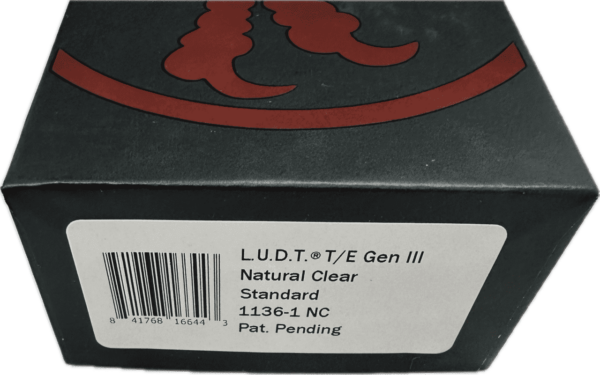 L.U.D.T.® T/E Gen III
Natural Clear
Standard
1136-1 NC
Pat. Pending
8 41768 16644 3